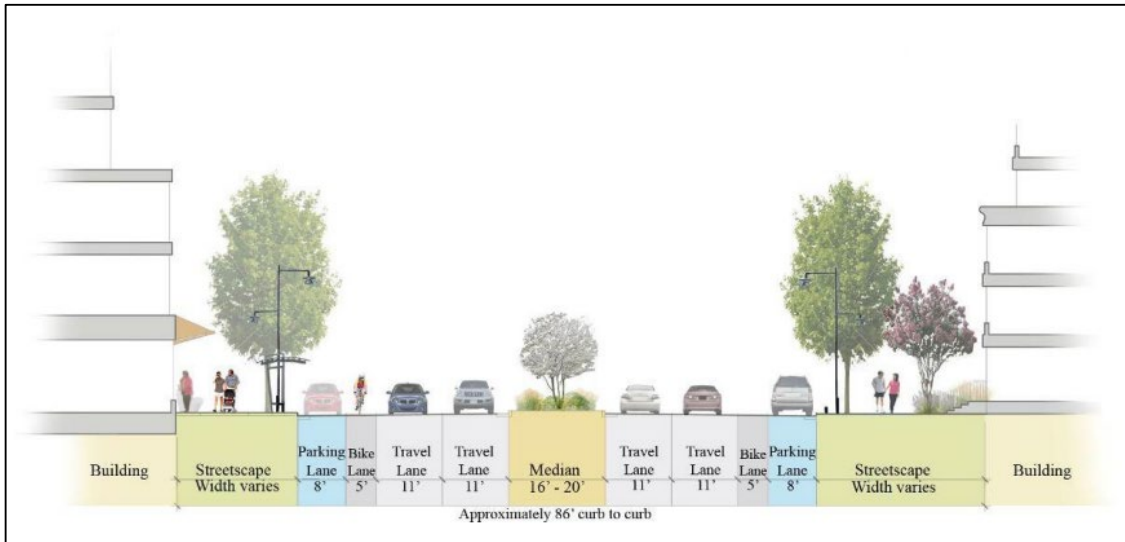 Building
Streetscape
Width varies
Parking
Lane
8'
Bike
Lane
5'
Travel
Lane
11'
Travel
Lane
11'
Median
16' - 20'
Travel
Lane
11'
Travel
Lane
11'
Bike
Lane
5'
Parking
Lane
8'
Streetscape
Width varies
Building
Approximately 86' curb to curb